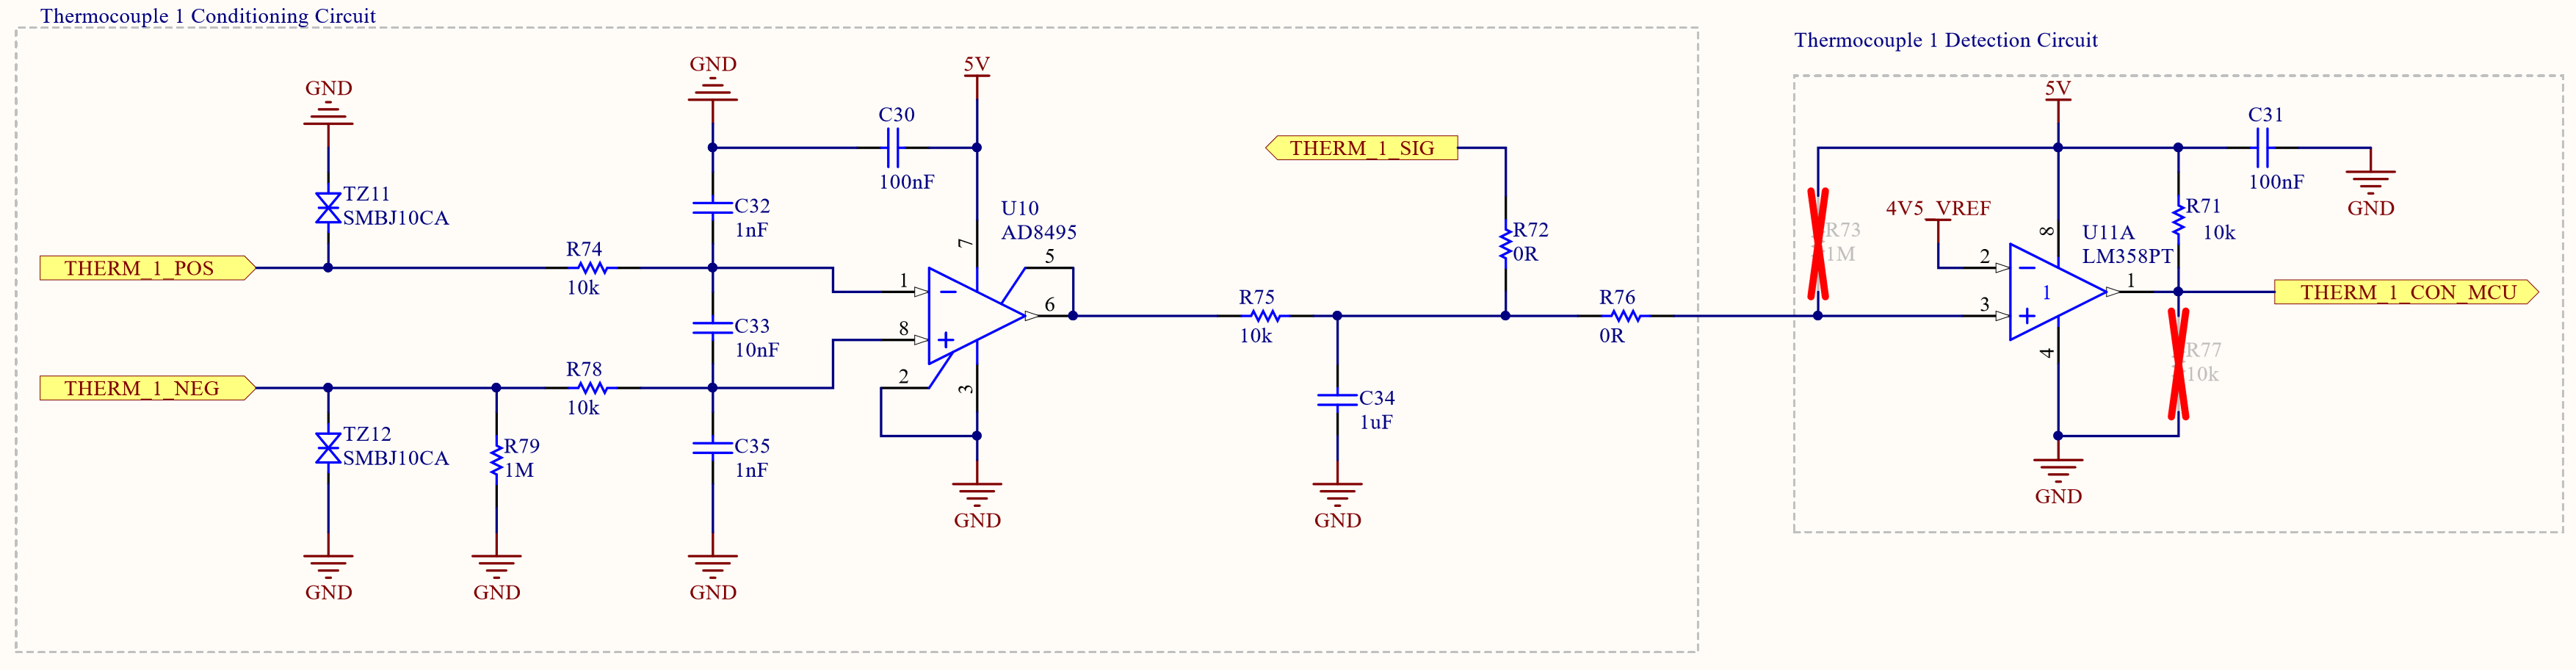 Thermocouple 1 Conditioning Circuit
Thermocouple 1 Detection Circuit
GND
GND
5V
5V
C30
100nF
C31
100nF
GND
THERM_1_SIG
TZ11
SMBJ10CA
C32
1nF
U10
AD8495
7
R72
0R
R73
1M
4V5_VREF
8
U11A
LM358PT
R71
10k
THERM_1_POS
R74
10k
1
5
6
2
3
1
1
4
THERM_1_CON_MCU
C33
10nF
8
R75
10k
R76
0R
R77
10k
THERM_1_NEG
R78
10k
2
3
C34
1uF
TZ12
SMBJ10CA
R79
1M
C35
1nF
GND
GND
GND
GND
GND
GND